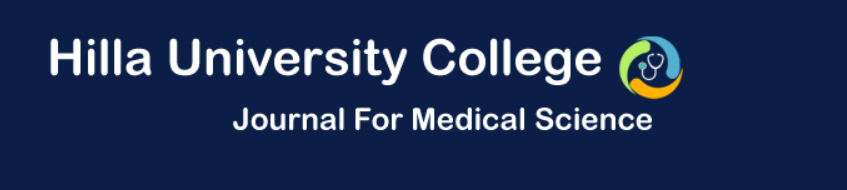 Hilla University College
Journal For Medical Science